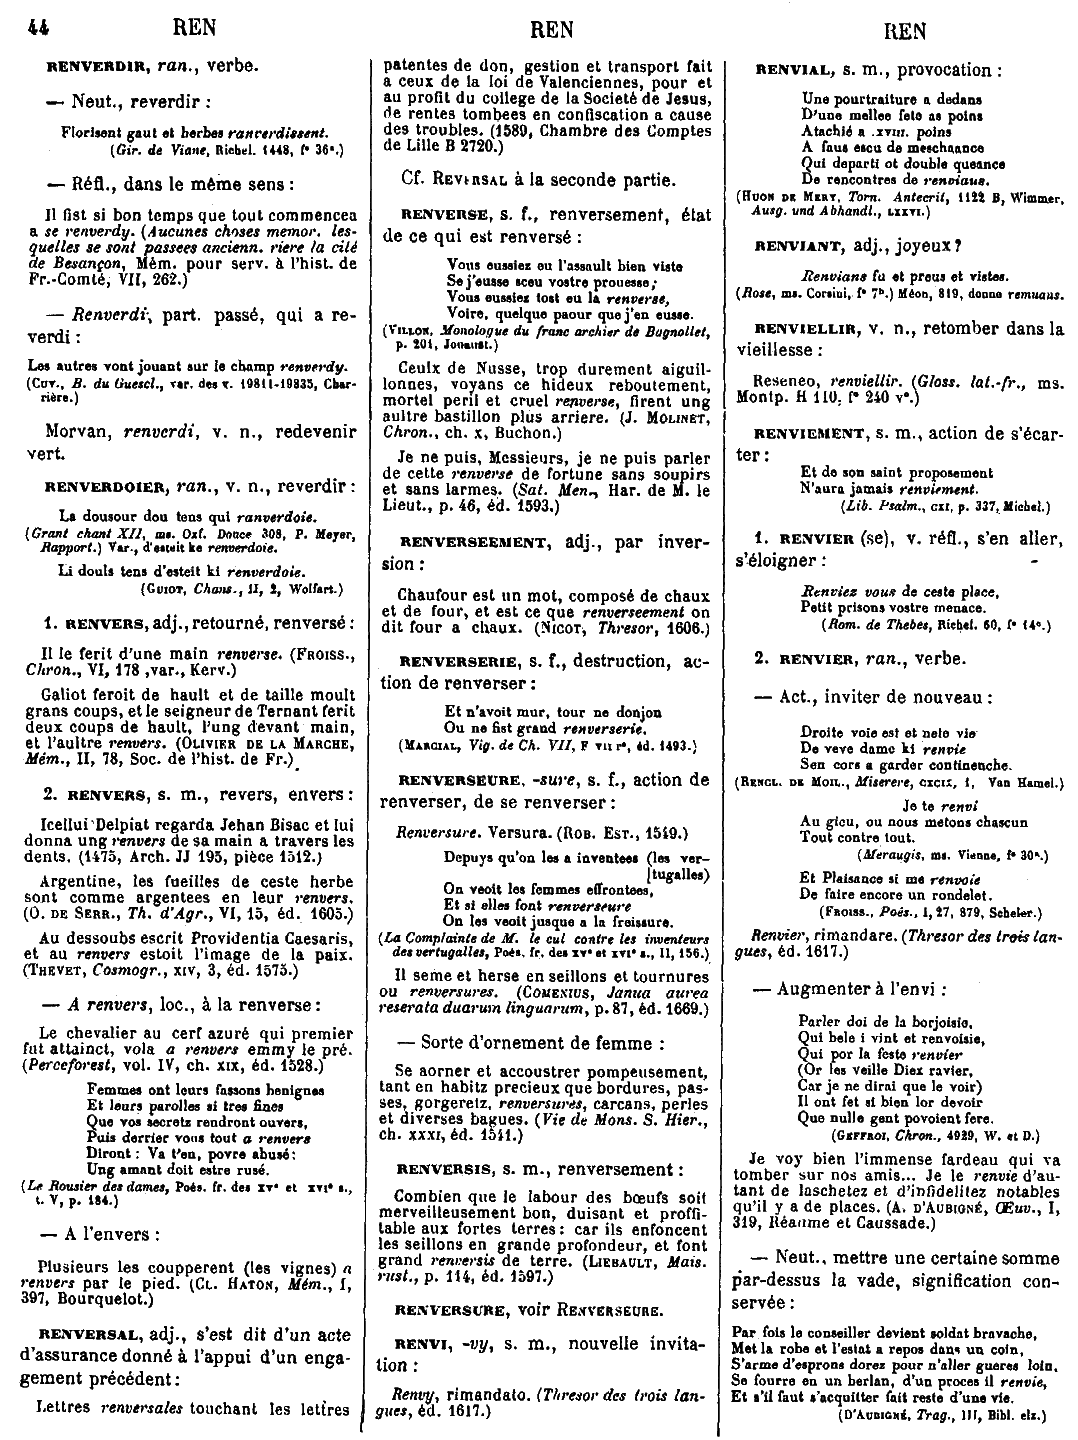 44 REN REN REN
RENVERDIR, ran., verbe.
— Neut., reverdir :
Florisent gaut et herbes ranverdissent.
(Gir. de Viane, Richel. 1448, f° 36ª.)
— Réfl., dans le même sens :
Il fist si bon temps que tout commencea
a se renverdy. (Aucunes choses memor. les-
quelles se sont passees ancienn. riere la cité
de Besançon, Mém. pour serv. à l'hist. de
Fr.-Comté, VII, 262.)
— Renverdi, part. passé, qui a re-
verdi :
Les autres vont jouant sur le champ renverdy.
(Cuv., B. du Guescl., var. des v. 19811-19835, Char-
rière.)
Morvan, renverdi, v. n., redevenir
vert.
RENVERDOIER, ran., v. n., reverdir :
La dousour dou tens qui ranverdoie.
(Grant chant XII, ms. Oxf. Douce 308, P. Meyer,
Rapport.) Var., d'estuit ke renverdoie.
Li douls tens d'esteit ki renverdoie.
(Guiot, Chans., II, 2, Wolfart.)
1. RENVERS, adj., retourné, renversé :
Il le ferit d'une main renverse. (Froiss.,
Chron., VI, 178, var., Kerv.)
Galiot feroit de hault et de taille moult
grans coups, et le seigneur de Ternant ferit
deux coups de hault, l'ung devant main,
et l'aultre renvers. (Olivier de la Marche,
Mém., II, 78, Soc. de l'hist. de Fr.)
2. RENVERS, s. m., revers, envers :
Icellui Delpiat regarda Jehan Bisac et lui
donna ung renvers de sa main a travers les
dents. (1475, Arch. JJ 195, pièce 1512.)
Argentine, les fueilles de ceste herbe
sont comme argentees en leur renvers.
(O. de Serr., Th. d'Agr., VI, 15, éd. 1605.)
Au dessoubs escrit Providentia Caesaris,
et au renvers estoit l'image de la paix.
(Thevet, Cosmogr., xiv, 3, éd. 1575.)
— A renvers, loc., à la renverse :
Le chevalier au cerf azuré qui premier
fut attainct, vola a renvers emmy le pré.
(Perceforest, vol. IV, ch. xix, éd. 1528.)
Femmes ont leurs fassons benignes
Et leurs parolles si tres fines
Que vos secretz rendront ouvers,
Puis derrier vous tout a renvers
Diront : Va t'en, povre abusé :
Ung amant doit estre rusé.
(Le Rousier des dames, Poés. fr. des xvᵉ et xviᵉ s.,
t. V, p. 184.)
— A l'envers :
Plusieurs les coupperent (les vignes) a
renvers par le pied. (Cl. Haton, Mém., I,
397, Bourquelot.)
RENVERSAL, adj., s'est dit d'un acte
d'assurance donné à l'appui d'un enga-
gement précédent :
Lettres renversales touchant les lettres
patentes de don, gestion et transport fait
a ceux de la loi de Valenciennes, pour et
au profit du college de la Societé de Jesus,
de rentes tombees en confiscation a cause
des troubles. (1589, Chambre des Comptes
de Lille B 2720.)
Cf. Reversal à la seconde partie.
RENVERSE, s. f., renversement, état
de ce qui est renversé :
Vous eussiez eu l'assault bien viste
Se j'eusse sceu vostre prouesse ;
Vous eussiez tost eu la renverse,
Voire, quelque paour que j'en eusse.
(Villon, Monologue du franc archier de Bagnollet,
p. 201, Jouaust.)
Ceulx de Nusse, trop durement aiguil-
lonnes, voyans ce hideux reboutement,
mortel peril et cruel renverse, firent ung
aultre bastillon plus arriere. (J. Molinet,
Chron., ch. x, Buchon.)
Je ne puis, Messieurs, je ne puis parler
de cette renverse de fortune sans soupirs
et sans larmes. (Sat. Men., Har. de M. le
Lieut., p. 46, éd. 1593.)
RENVERSEEMENT, adj., par inver-
sion :
Chaufour est un mot, composé de chaux
et de four, et est ce que renverseement on
dit four a chaux. (Nicot, Thresor, 1606.)
RENVERSERIE, s. f., destruction, ac-
tion de renverser :
Et n'avoit mur, tour ne donjon
Ou ne fist grand renverserie.
(Marcial, Vig. de Ch. VII, F vii r°, éd. 1493.)
RENVERSEURE, -sure, s. f., action de
renverser, de se renverser :
Renversure. Versura. (Rob. Est., 1549.)
Depuys qu'on les a inventees (les ver-
[tugalles)
On veoit les femmes effrontees,
Et si elles font renverseure
On les veoit jusque a la froissure.
(La Complainte de M. le cul contre les inventeurs
des vertugalles, Poés. fr. des xvᵉ et xviᵉ s., II, 156.)
Il seme et herse en seillons et tournures
ou renversures. (Comenius, Janua aurea
reserata duarum linguarum, p. 87, éd. 1669.)
— Sorte d'ornement de femme :
Se aorner et accoustrer pompeusement,
tant en habitz precieux que bordures, pas-
ses, gorgeretz, renversures, carcans, perles
et diverses bagues. (Vie de Mons. S. Hier.,
ch. xxxi, éd. 1541.)
RENVERSIS, s. m., renversement :
Combien que le labour des bœufs soit
merveilleusement bon, duisant et proffi-
table aux fortes terres : car ils enfoncent
les seillons en grande profondeur, et font
grand renversis de terre. (Liebault, Mais.
rust., p. 114, éd. 1597.)
RENVERSURE, voir Renverseure.
RENVI, -vy, s. m., nouvelle invita-
tion :
Renvy, rimandato. (Thresor des trois lan-
gues, éd. 1617.)
RENVIAL, s. m., provocation :
Une pourtraiture a dedans
D'une mellee fete as poins
Atachié a .xviii. poins
A faus escu de meschaance
Qui departi ot double queance
De rencontres de renviaus.
(Huon de Mery, Torn. Antecrit, 1122 B, Wimmer,
Ausg. und Abhandl., lxxvi.)
RENVIANT, adj., joyeux ?
Renvians fu et preus et vistes.
(Rose, ms. Corsini, f° 7ᵇ.) Méon, 819, donne remuans.
RENVIELLIR, v. n., retomber dans la
vieillesse :
Reseneo, renviellir. (Gloss. lat.-fr., ms.
Montp. H 110, f° 240 v°.)
RENVIEMENT, s. m., action de s'écar-
ter :
Et de son saint proposement
N'aura jamais renvirment.
(Lib. Psalm., cxi, p. 337, Michel.)
1. RENVIER (se), v. réfl., s'en aller,
s'éloigner :
Renviez vous de ceste place,
Petit prisons vostre menace.
(Rom. de Thebes, Richel. 60, f° 14ᶜ.)
2. RENVIER, ran., verbe.
— Act., inviter de nouveau :
Droite voie est et nele vie
De veve dame ki renvie
Sen cors a garder continenche.
(Rencl. de Moil., Miserere, cxcix, 1, Van Hamel.)
Je te renvi
Au gieu, ou nous metons chascun
Tout contre tout.
(Meraugis, ms. Vienne, f° 30ᵇ.)
Et Plaisance si me renvoie
De faire encore un rondelet.
(Froiss., Poés., I, 27, 879, Scheler.)
Renvier, rimandare. (Thresor des trois lan-
gues, éd. 1617.)
— Augmenter à l'envi :
Parler doi de la borjoisie,
Qui bele i vint et renvoisie,
Qui por la feste renvier
(Or les veille Diex ravier,
Car je ne dirai que le voir)
Il ont fet si bien lor devoir
Que nulle gent povoient fere.
(Geffroi, Chron., 4929, W. et D.)
Je voy bien l'immense fardeau qui va
tomber sur nos amis... Je le renvie d'au-
tant de laschetez et d'infidelitez notables
qu'il y a de places. (A. d'Aubigné, Œuv., I,
319, Réaume et Caussade.)
— Neut., mettre une certaine somme
par-dessus la vade, signification con-
servée :
Par fois le conseiller devient soldat bravache,
Met la robe et l'estat a repos dans un coin,
S'arme d'esprons dorez pour n'aller gueres loin,
Se fourre en un berlan, d'un proces il renvie,
Et s'il faut s'acquitter fait reste d'une vie.
(D'Aubigné, Trag., III, Bibl. elz.)